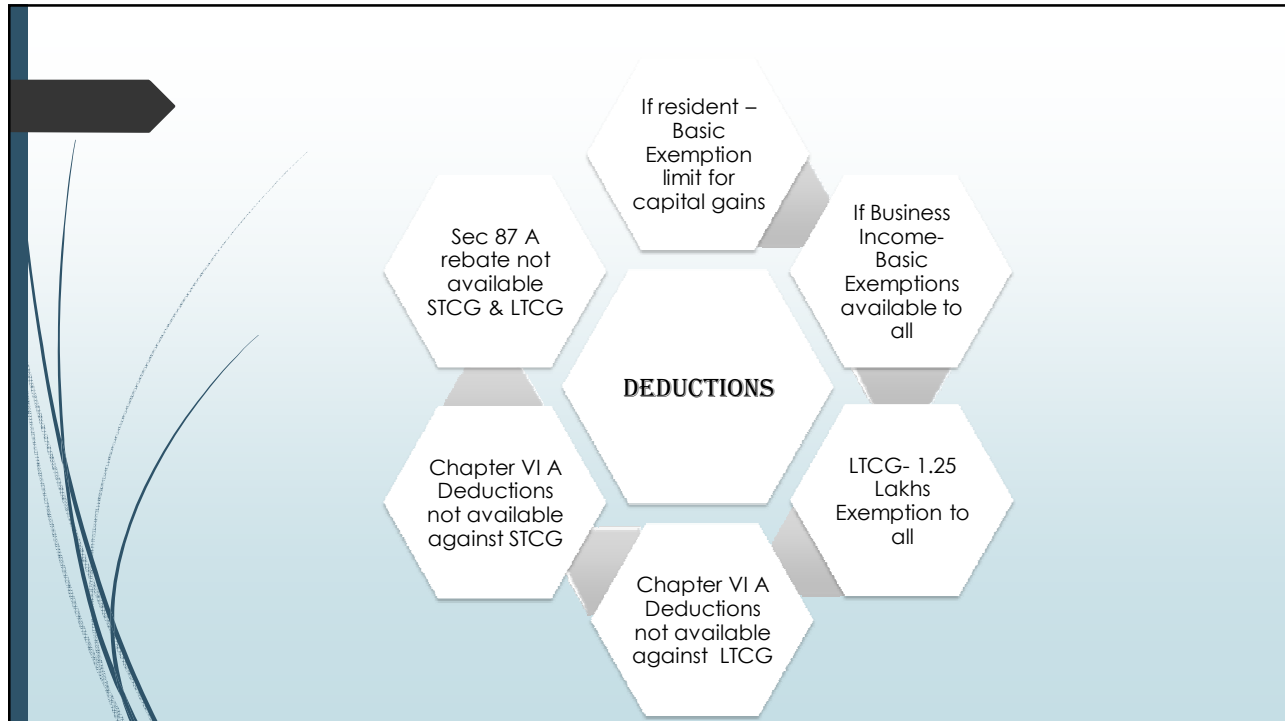 If resident –
Basic
Exemption
limit for
capital gains
If Business
Income-
Basic
Exemptions
available to
all
LTCG- 1.25
Lakhs
Exemption to
all
Chapter VI A
Deductions
not available
against LTCG
Chapter VI A
Deductions
not available
against STCG
Sec 87 A
rebate not
available
STCG & LTCG
DEDUCTIONS